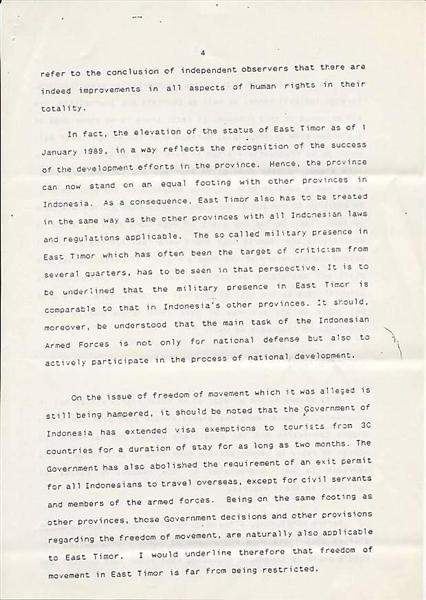 4
refer to the conclusion of independent observers that there are
indeed improvements in all aspects of human rights in their
totality.
In fact, the elevation of the status of East Timor as of 1
January 1989, in a way reflects the recognition of the success
of the development efforts in the province. Hence, the province
can now stand on an equal footing with other provinces in
Indonesia. As a consequence, East Timor also has to be treated
in the same way as the other provinces with all Indonesian laws
and regulations applicable. The so called military presence in
East Timor which has often been the target of criticism from
several quarters, has to be seen in that perspective. It is to
be underlined that the military presence in East Timor is
comparable to that in Indonesia's other provinces. It should,
moreover, be understood that the main task of the Indonesian
Armed Forces is not only for national defense but also to
actively participate in the process of national development.
On the issue of freedom of movement which it was alleged is
still being hampered, it should be noted that the Government of
Indonesia has extended visa exemptions to tourists from 30
countries for a duration of stay for as long as two months. The
Government has also abolished the requirement of an exit permit
for all Indonesians to travel overseas, except for civil servants
and members of the armed forces. Being on the same footing as
other provinces, those Government decisions and other provisions
regarding the freedom of movement, are naturally also applicable
to East Timor. I would underline therefore that freedom of
movement in East Timor is far from being restricted.